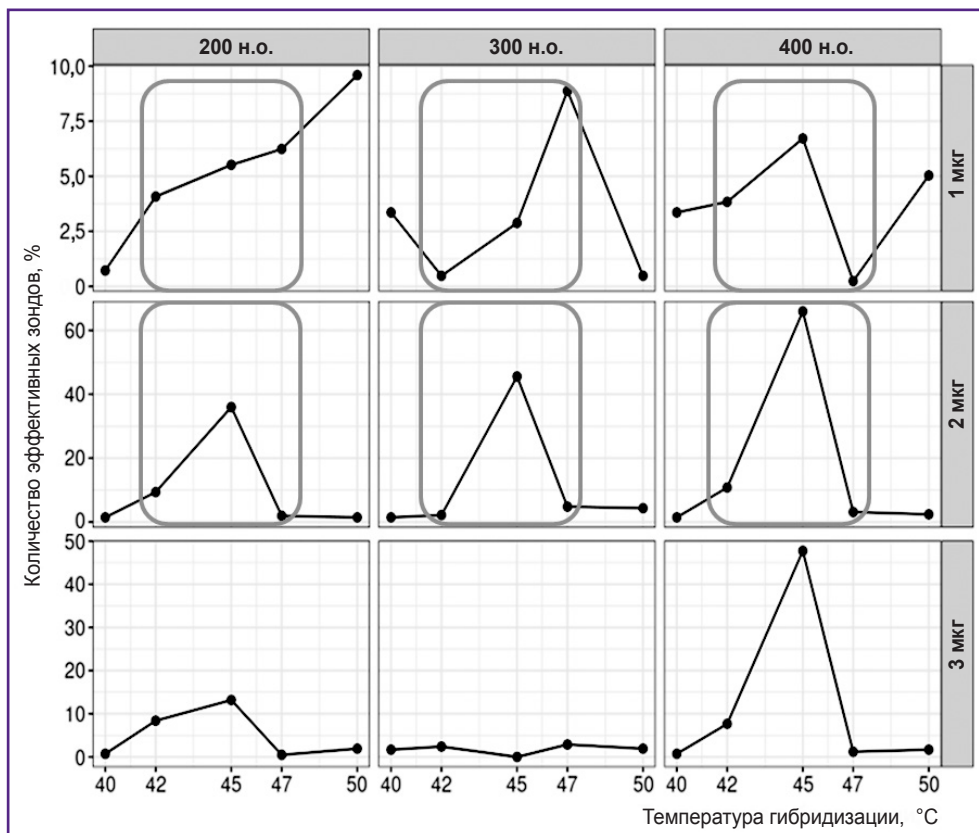 200 н.о. 300 н.о. 400 н.о.
10,0
7,5
5,0
2,5
0
1 мкг
60
40
20
0
2 мкг
50
40
30
20
10
0
3 мкг
Количество эффективных зондов, %
40 42 45 47 50 40 42 45 47 50 40 42 45 47 50
Температура гибридизации, °C